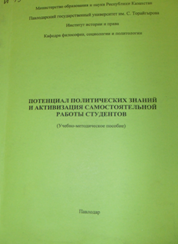 Министерство образования и науки Республики Казахстан
Павлодарский государственный университет им. С. Торайгырова
Институт истории и права
Кафедра философии, социологии и политологии
ПОТЕНЦИАЛ ПОЛИТИЧЕСКИХ ЗНАНИЙ
И АКТИВИЗАЦИЯ САМОСТОЯТЕЛЬНОЙ
РАБОТЫ СТУДЕНТОВ
(Учебно-методическое пособие)
Павлодар